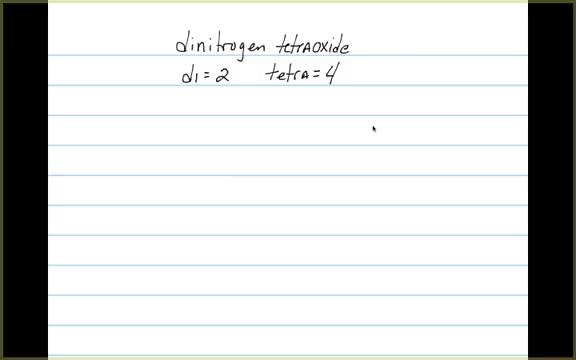 dinitrogen tetraoxide
di = 2 tetra = 4